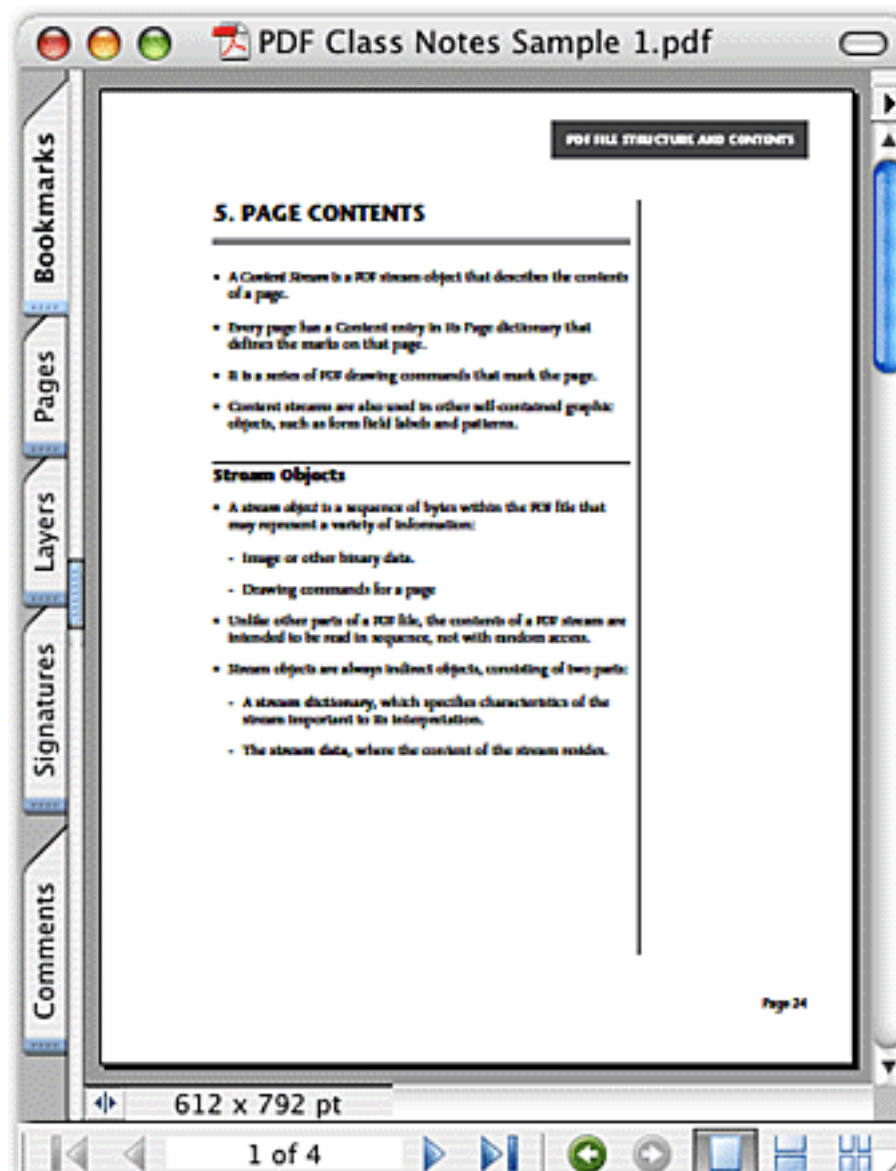 PDF Class Notes Sample 1.pdf
Bookmarks
Pages
Layers
Signatures
Comments
PDF FILE STRUCTURE AND CONTENTS
5. PAGE CONTENTS
• A Content Stream is a PDF stream object that describes the contents
of a page.
• Every page has a Content entry in its Page dictionary that
defines the marks on that page.
• It is a series of PDF drawing commands that mark the page.
• Content streams are also used in other self-contained graphic
objects, such as form field labels and patterns.
Stream Objects
• A stream object is a sequence of bytes within the PDF file that
may represent a variety of information:
- Image or other binary data.
- Drawing commands for a page
• Unlike other parts of a PDF file, the contents of a PDF stream are
intended to be read in sequence, not with random access.
• Stream objects are always indirect objects, consisting of two parts:
- A stream dictionary, which specifies characteristics of the
stream important to its interpretation.
- The stream data, where the content of the stream resides.
Page 24
612 x 792 pt
1 of 4